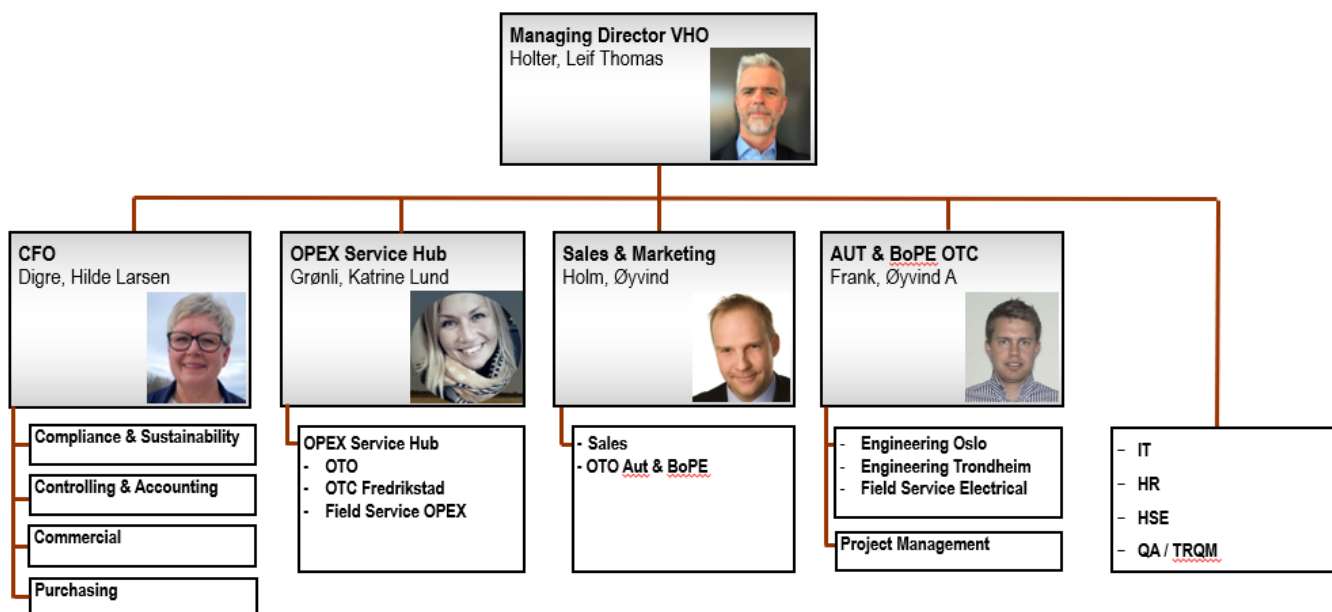 Managing Director VHO
Holter, Leif Thomas
CFO
Digre, Hilde Larsen
OPEX Service Hub
Grønli, Katrine Lund
Sales & Marketing
Holm, Øyvind
AUT & BoPE OTC
Frank, Øyvind A
Compliance & Sustainability
Controlling & Accounting
Commercial
Purchasing
OPEX Service Hub
- OTO
- OTC Fredrikstad
- Field Service OPEX
- Sales
- OTO Aut & BoPE
- Engineering Oslo
- Engineering Trondheim
- Field Service Electrical
Project Management
– IT
– HR
– HSE
– QA / TRQM